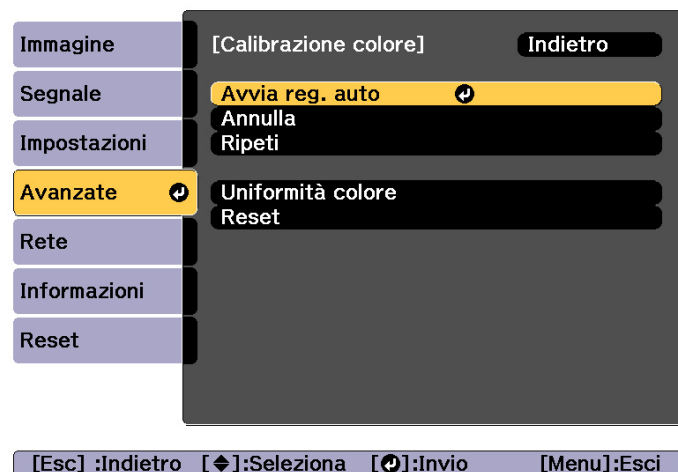 Immagine
Segnale
Impostazioni
Avanzate
Rete
Informazioni
Reset
[Calibrazione colore]
Indietro
Avvia reg. auto
Annulla
Ripeti
Uniformità colore
Reset
[Esc] :Indietro [◆]:Seleziona [↵]:Invio [Menu]:Esci